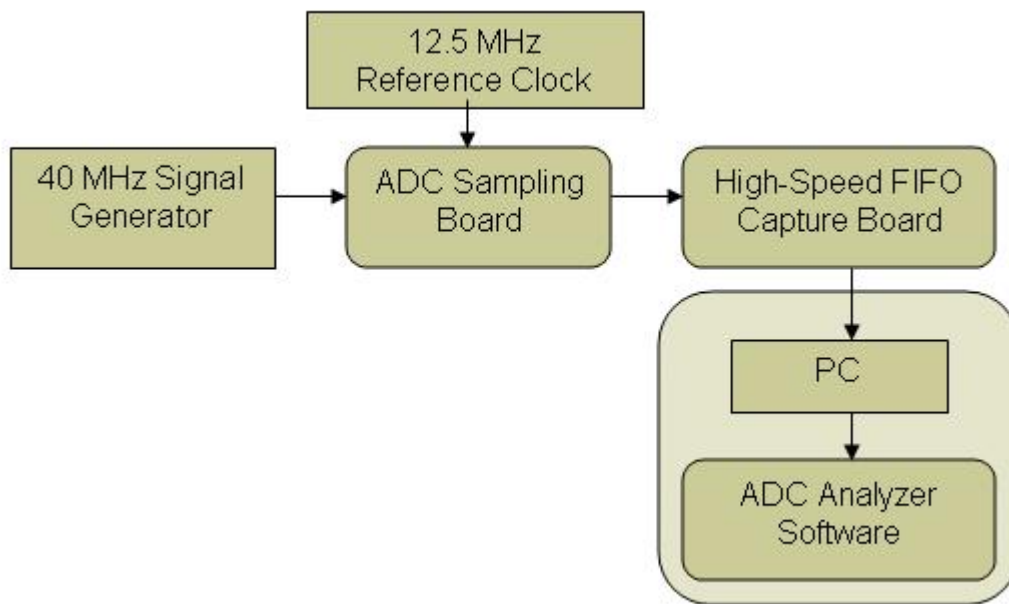 12.5 MHz
Reference Clock
40 MHz Signal
Generator
ADC Sampling
Board
High-Speed FIFO
Capture Board
PC
ADC Analyzer
Software